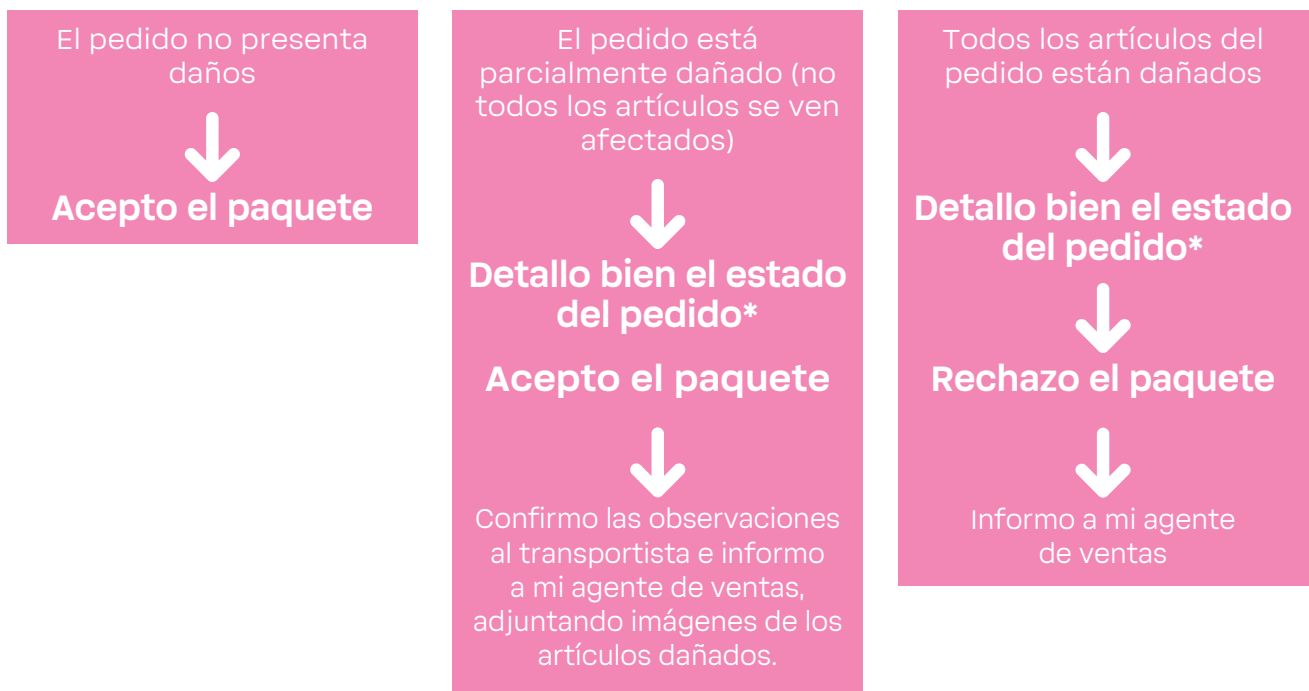 El pedido no presenta
daños
Acepto el paquete
El pedido está
parcialmente dañado (no
todos los artículos se ven
afectados)
Detallo bien el estado
del pedido*
Acepto el paquete
Confirmo las observaciones
al transportista e informo
a mi agente de ventas,
adjuntando imágenes de los
artículos dañados.
Todos los artículos del
pedido están dañados
Detallo bien el estado
del pedido*
Rechazo el paquete
Informo a mi agente
de ventas